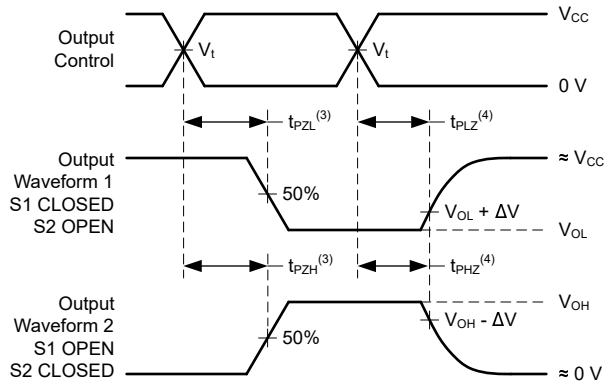 V_CC
Output
Control
V_t
V_t
0 V
t_PZL^(3)
t_PLZ^(4)
Output
Waveform 1
S1 CLOSED
S2 OPEN
≈ V_CC
50%
V_OL + ΔV
V_OL
t_PZH^(3)
t_PHZ^(4)
Output
Waveform 2
S1 OPEN
S2 CLOSED
V_OH
50%
V_OH - ΔV
≈ 0 V